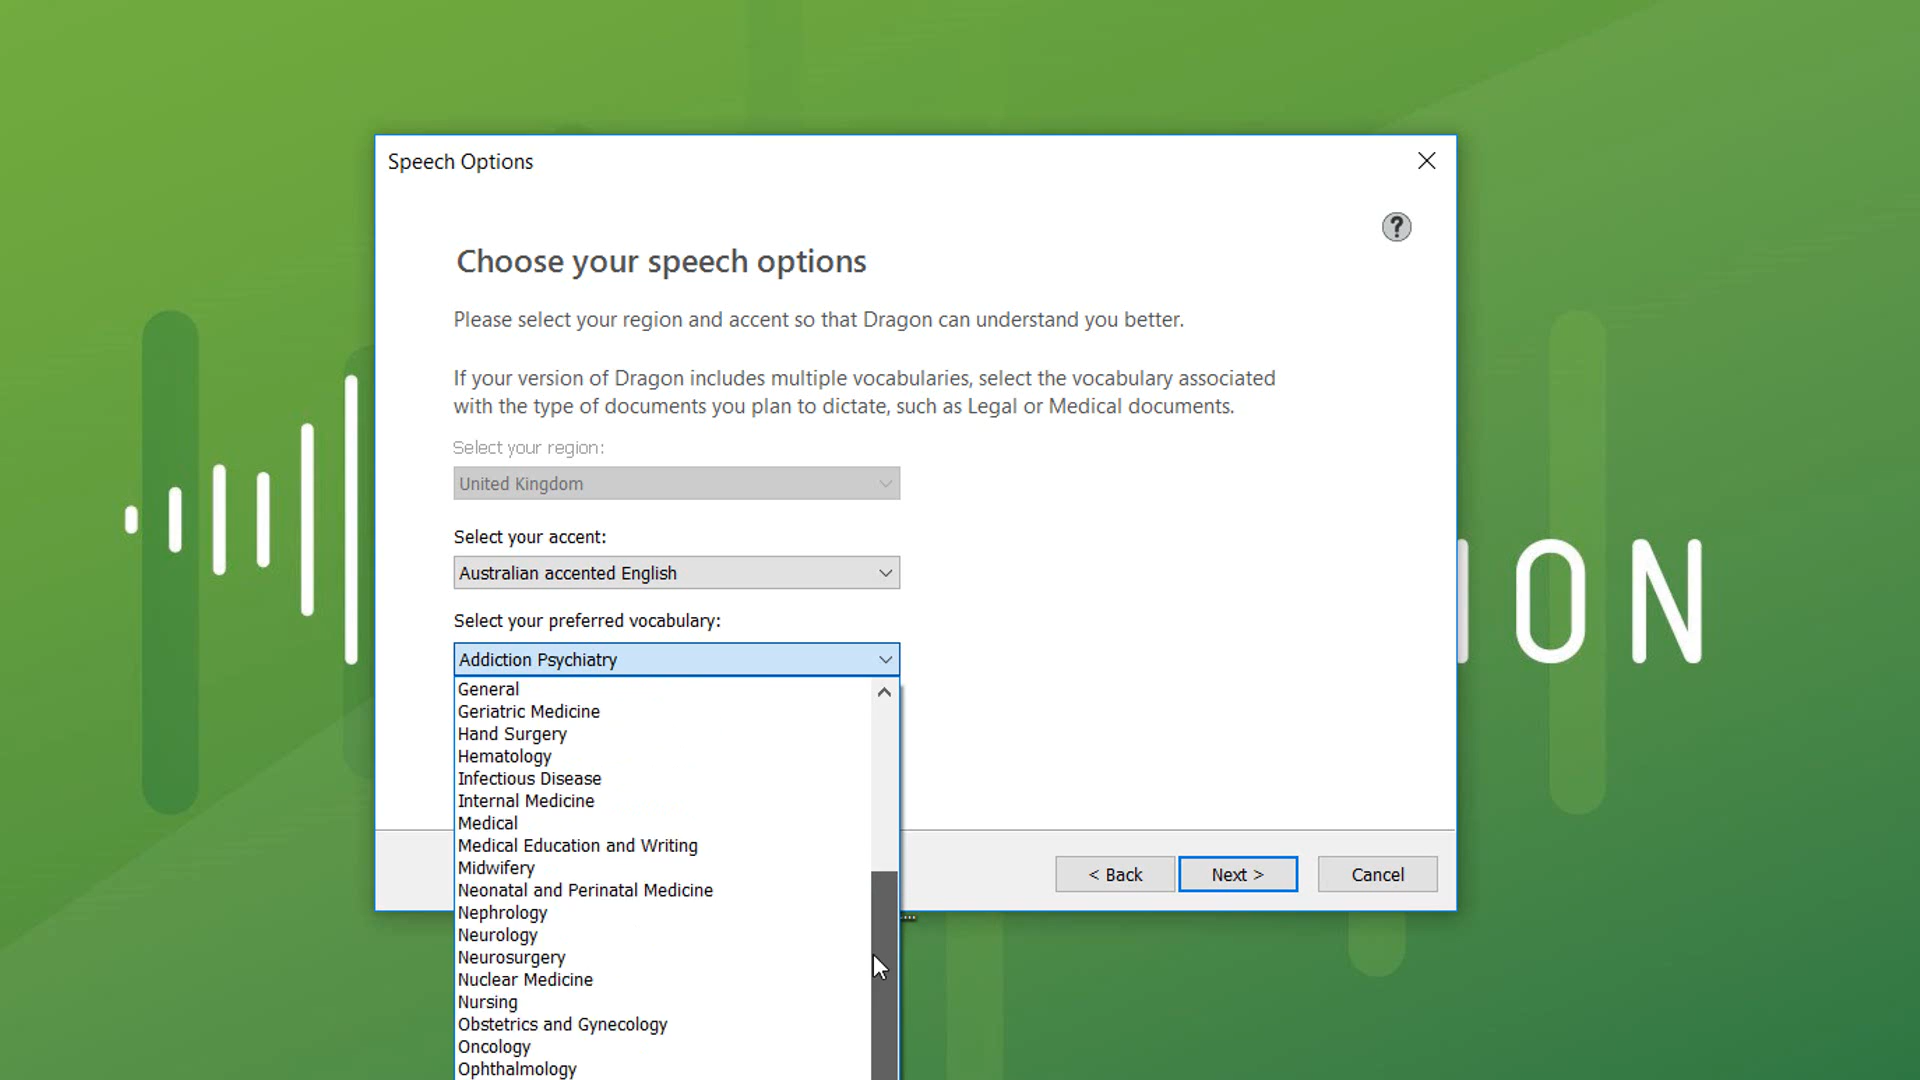 Speech Options
?
Choose your speech options
Please select your region and accent so that Dragon can understand you better.
If your version of Dragon includes multiple vocabularies, select the vocabulary associated
with the type of documents you plan to dictate, such as Legal or Medical documents.
Select your region:
United Kingdom
Select your accent:
Australian accented English
Select your preferred vocabulary:
Addiction Psychiatry
General
Geriatric Medicine
Hand Surgery
Hematology
Infectious Disease
Internal Medicine
Medical
Medical Education and Writing
Midwifery
Neonatal and Perinatal Medicine
Nephrology
Neurology
Neurosurgery
Nuclear Medicine
Nursing
Obstetrics and Gynecology
Oncology
Ophthalmology
< Back
Next >
Cancel
...
ON